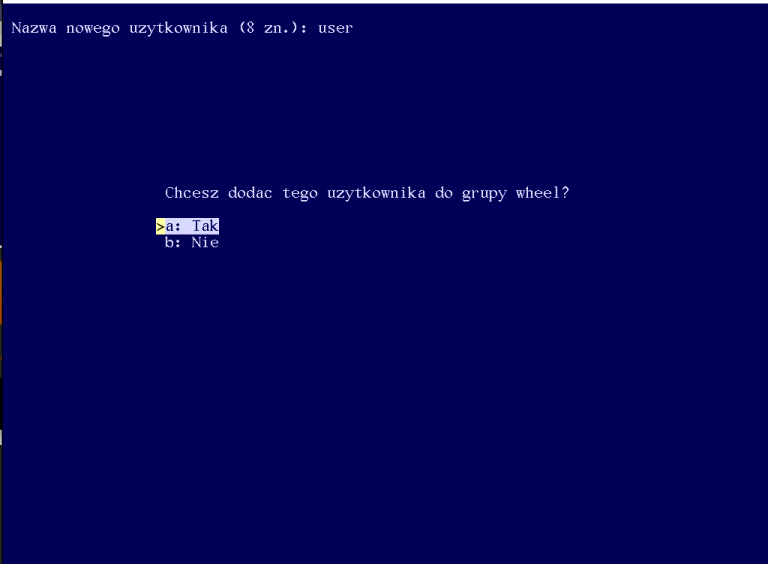 Nazwa nowego uzytkownika (8 zn.): user
Chcesz dodac tego uzytkownika do grupy wheel?
>a: Tak
b: Nie